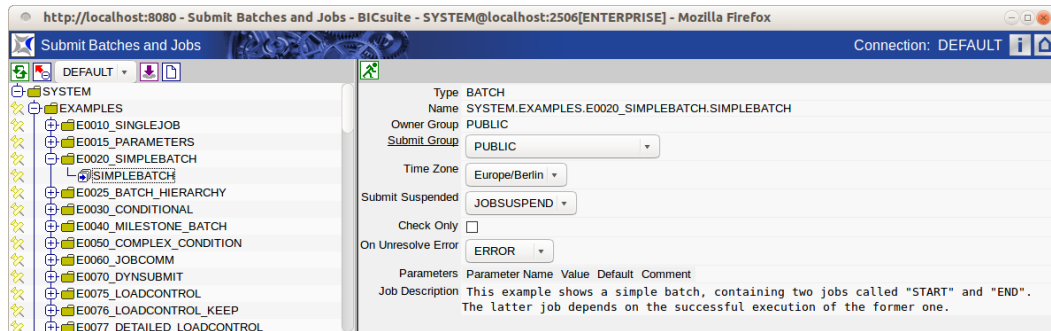 http://localhost:8080 - Submit Batches and Jobs - BICsuite - SYSTEM@localhost:2506[ENTERPRISE] - Mozilla Firefox
Submit Batches and Jobs
Connection: DEFAULT
DEFAULT
SYSTEM
EXAMPLES
E0010_SINGLEJOB
E0015_PARAMETERS
E0020_SIMPLEBATCH
SIMPLEBATCH
E0025_BATCH_HIERARCHY
E0030_CONDITIONAL
E0040_MILESTONE_BATCH
E0050_COMPLEX_CONDITION
E0060_JOBCOMM
E0070_DYNSUBMIT
E0075_LOADCONTROL
E0076_LOADCONTROL_KEEP
E0077_DETAILED_LOADCONTROL
Type BATCH
Name SYSTEM.EXAMPLES.E0020_SIMPLEBATCH.SIMPLEBATCH
Owner Group PUBLIC
Submit Group PUBLIC
Time Zone Europe/Berlin
Submit Suspended JOBSUSPEND
Check Only
On Unresolve Error ERROR
Parameters Parameter Name Value Default Comment
Job Description This example shows a simple batch, containing two jobs called "START" and "END".
The latter job depends on the successful execution of the former one.